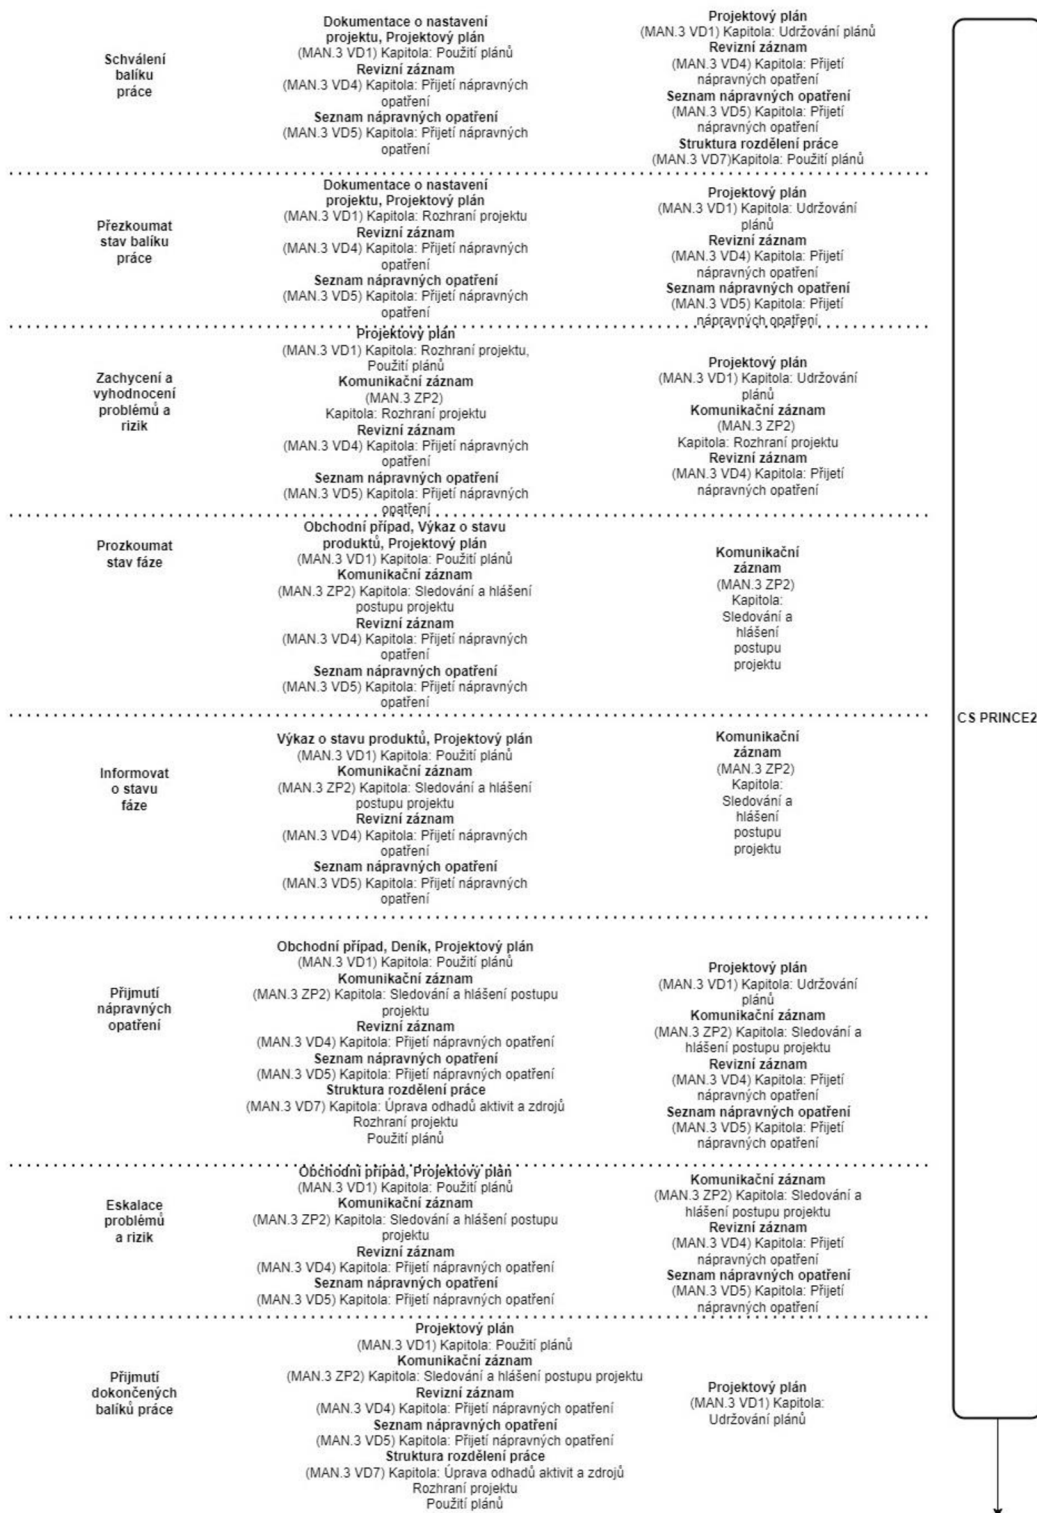 Schválení
balíku
práce
Dokumentace o nastavení
projektu, Projektový plán
(MAN.3 VD1) Kapitola: Použití plánů
Revizní záznam
(MAN.3 VD4) Kapitola: Přijetí nápravných
opatření
Seznam nápravných opatření
(MAN.3 VD5) Kapitola: Přijetí nápravných
opatření
Projektový plán
(MAN.3 VD1) Kapitola: Udržování plánů
Revizní záznam
(MAN.3 VD4) Kapitola: Přijetí
nápravných opatření
Seznam nápravných opatření
(MAN.3 VD5) Kapitola: Přijetí
nápravných opatření
Struktura rozdělení práce
(MAN.3 VD7)Kapitola: Použití plánů
Přezkoumat
stav balíku
práce
Dokumentace o nastavení
projektu, Projektový plán
(MAN.3 VD1) Kapitola: Rozhraní projektu
Revizní záznam
(MAN.3 VD4) Kapitola: Přijetí nápravných
opatření
Seznam nápravných opatření
(MAN.3 VD5) Kapitola: Přijetí nápravných
opatření
Projektový plán
(MAN.3 VD1) Kapitola: Udržování
plánů
Revizní záznam
(MAN.3 VD4) Kapitola: Přijetí
nápravných opatření
Seznam nápravných opatření
(MAN.3 VD5) Kapitola: Přijetí
nápravných opatření
Zachycení a
vyhodnocení
problémů a
rizik
Projektový plán
(MAN.3 VD1) Kapitola: Rozhraní projektu,
Použití plánů
Komunikační záznam
(MAN.3 ZP2)
Kapitola: Rozhraní projektu
Revizní záznam
(MAN.3 VD4) Kapitola: Přijetí nápravných
opatření
Seznam nápravných opatření
(MAN.3 VD5) Kapitola: Přijetí nápravných
opatření
Projektový plán
(MAN.3 VD1) Kapitola: Udržování
plánů
Komunikační záznam
(MAN.3 ZP2)
Kapitola: Rozhraní projektu
Revizní záznam
(MAN.3 VD4) Kapitola: Přijetí
nápravných opatření
Prozkoumat
stav fáze
Obchodní případ, Výkaz o stavu
produktů, Projektový plán
(MAN.3 VD1) Kapitola: Použití plánů
Komunikační záznam
(MAN.3 ZP2) Kapitola: Sledování a hlášení
postupu projektu
Revizní záznam
(MAN.3 VD4) Kapitola: Přijetí nápravných
opatření
Seznam nápravných opatření
(MAN.3 VD5) Kapitola: Přijetí nápravných
opatření
Komunikační
záznam
(MAN.3 ZP2)
Kapitola:
Sledování a
hlášení
postupu
projektu
CS PRINCE2
Informovat
o stavu
fáze
Výkaz o stavu produktů, Projektový plán
(MAN.3 VD1) Kapitola: Použití plánů
Komunikační záznam
(MAN.3 ZP2) Kapitola: Sledování a hlášení
postupu projektu
Revizní záznam
(MAN.3 VD4) Kapitola: Přijetí nápravných
opatření
Seznam nápravných opatření
(MAN.3 VD5) Kapitola: Přijetí nápravných
opatření
Komunikační
záznam
(MAN.3 ZP2)
Kapitola:
Sledování a
hlášení
postupu
projektu
Přijmutí
nápravných
opatření
Obchodní případ, Deník, Projektový plán
(MAN.3 VD1) Kapitola: Použití plánů
Komunikační záznam
(MAN.3 ZP2) Kapitola: Sledování a hlášení postupu
projektu
Revizní záznam
(MAN.3 VD4) Kapitola: Přijetí nápravných opatření
Seznam nápravných opatření
(MAN.3 VD5) Kapitola: Přijetí nápravných opatření
Struktura rozdělení práce
(MAN.3 VD7) Kapitola: Úprava odhadů aktivit a zdrojů
Rozhraní projektu
Použití plánů
Projektový plán
(MAN.3 VD1) Kapitola: Udržování
plánů
Komunikační záznam
(MAN.3 ZP2) Kapitola: Sledování a
hlášení postupu projektu
Revizní záznam
(MAN.3 VD4) Kapitola: Přijetí
nápravných opatření
Seznam nápravných opatření
(MAN.3 VD5) Kapitola: Přijetí
nápravných opatření
Eskalace
problémů
a rizik
Obchodní případ, Projektový plán
(MAN.3 VD1) Kapitola: Použití plánů
Komunikační záznam
(MAN.3 ZP2) Kapitola: Sledování a hlášení postupu
projektu
Revizní záznam
(MAN.3 VD4) Kapitola: Přijetí nápravných opatření
Seznam nápravných opatření
(MAN.3 VD5) Kapitola: Přijetí nápravných opatření
Komunikační záznam
(MAN.3 ZP2) Kapitola: Sledování a
hlášení postupu projektu
Revizní záznam
(MAN.3 VD4) Kapitola: Přijetí
nápravných opatření
Seznam nápravných opatření
(MAN.3 VD5) Kapitola: Přijetí
nápravných opatření
Přijmutí
dokončených
balíků práce
Projektový plán
(MAN.3 VD1) Kapitola: Použití plánů
Komunikační záznam
(MAN.3 ZP2) Kapitola: Sledování a hlášení postupu projektu
Revizní záznam
(MAN.3 VD4) Kapitola: Přijetí nápravných opatření
Seznam nápravných opatření
(MAN.3 VD5) Kapitola: Přijetí nápravných opatření
Struktura rozdělení práce
(MAN.3 VD7) Kapitola: Úprava odhadů aktivit a zdrojů
Rozhraní projektu
Použití plánů
Projektový plán
(MAN.3 VD1) Kapitola:
Udržování plánů